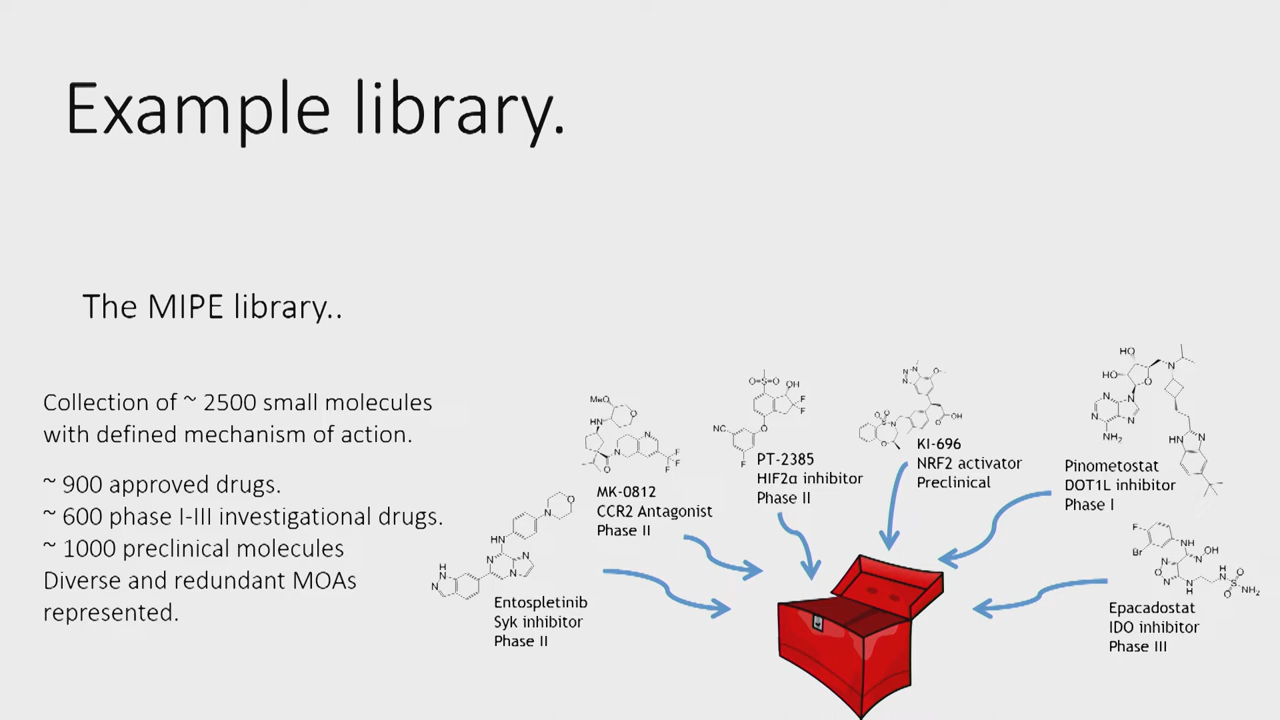 Example library.
The MIPE library..
Collection of ~ 2500 small molecules
with defined mechanism of action.
~ 900 approved drugs.
~ 600 phase I-III investigational drugs.
~ 1000 preclinical molecules
Diverse and redundant MOAs
represented.
Entospletinib
Syk inhibitor
Phase II
MK-0812
CCR2 Antagonist
Phase II
PT-2385
HIF2α inhibitor
Phase II
KI-696
NRF2 activator
Preclinical
Pinometostat
DOT1L inhibitor
Phase I
Epacadostat
IDO inhibitor
Phase III